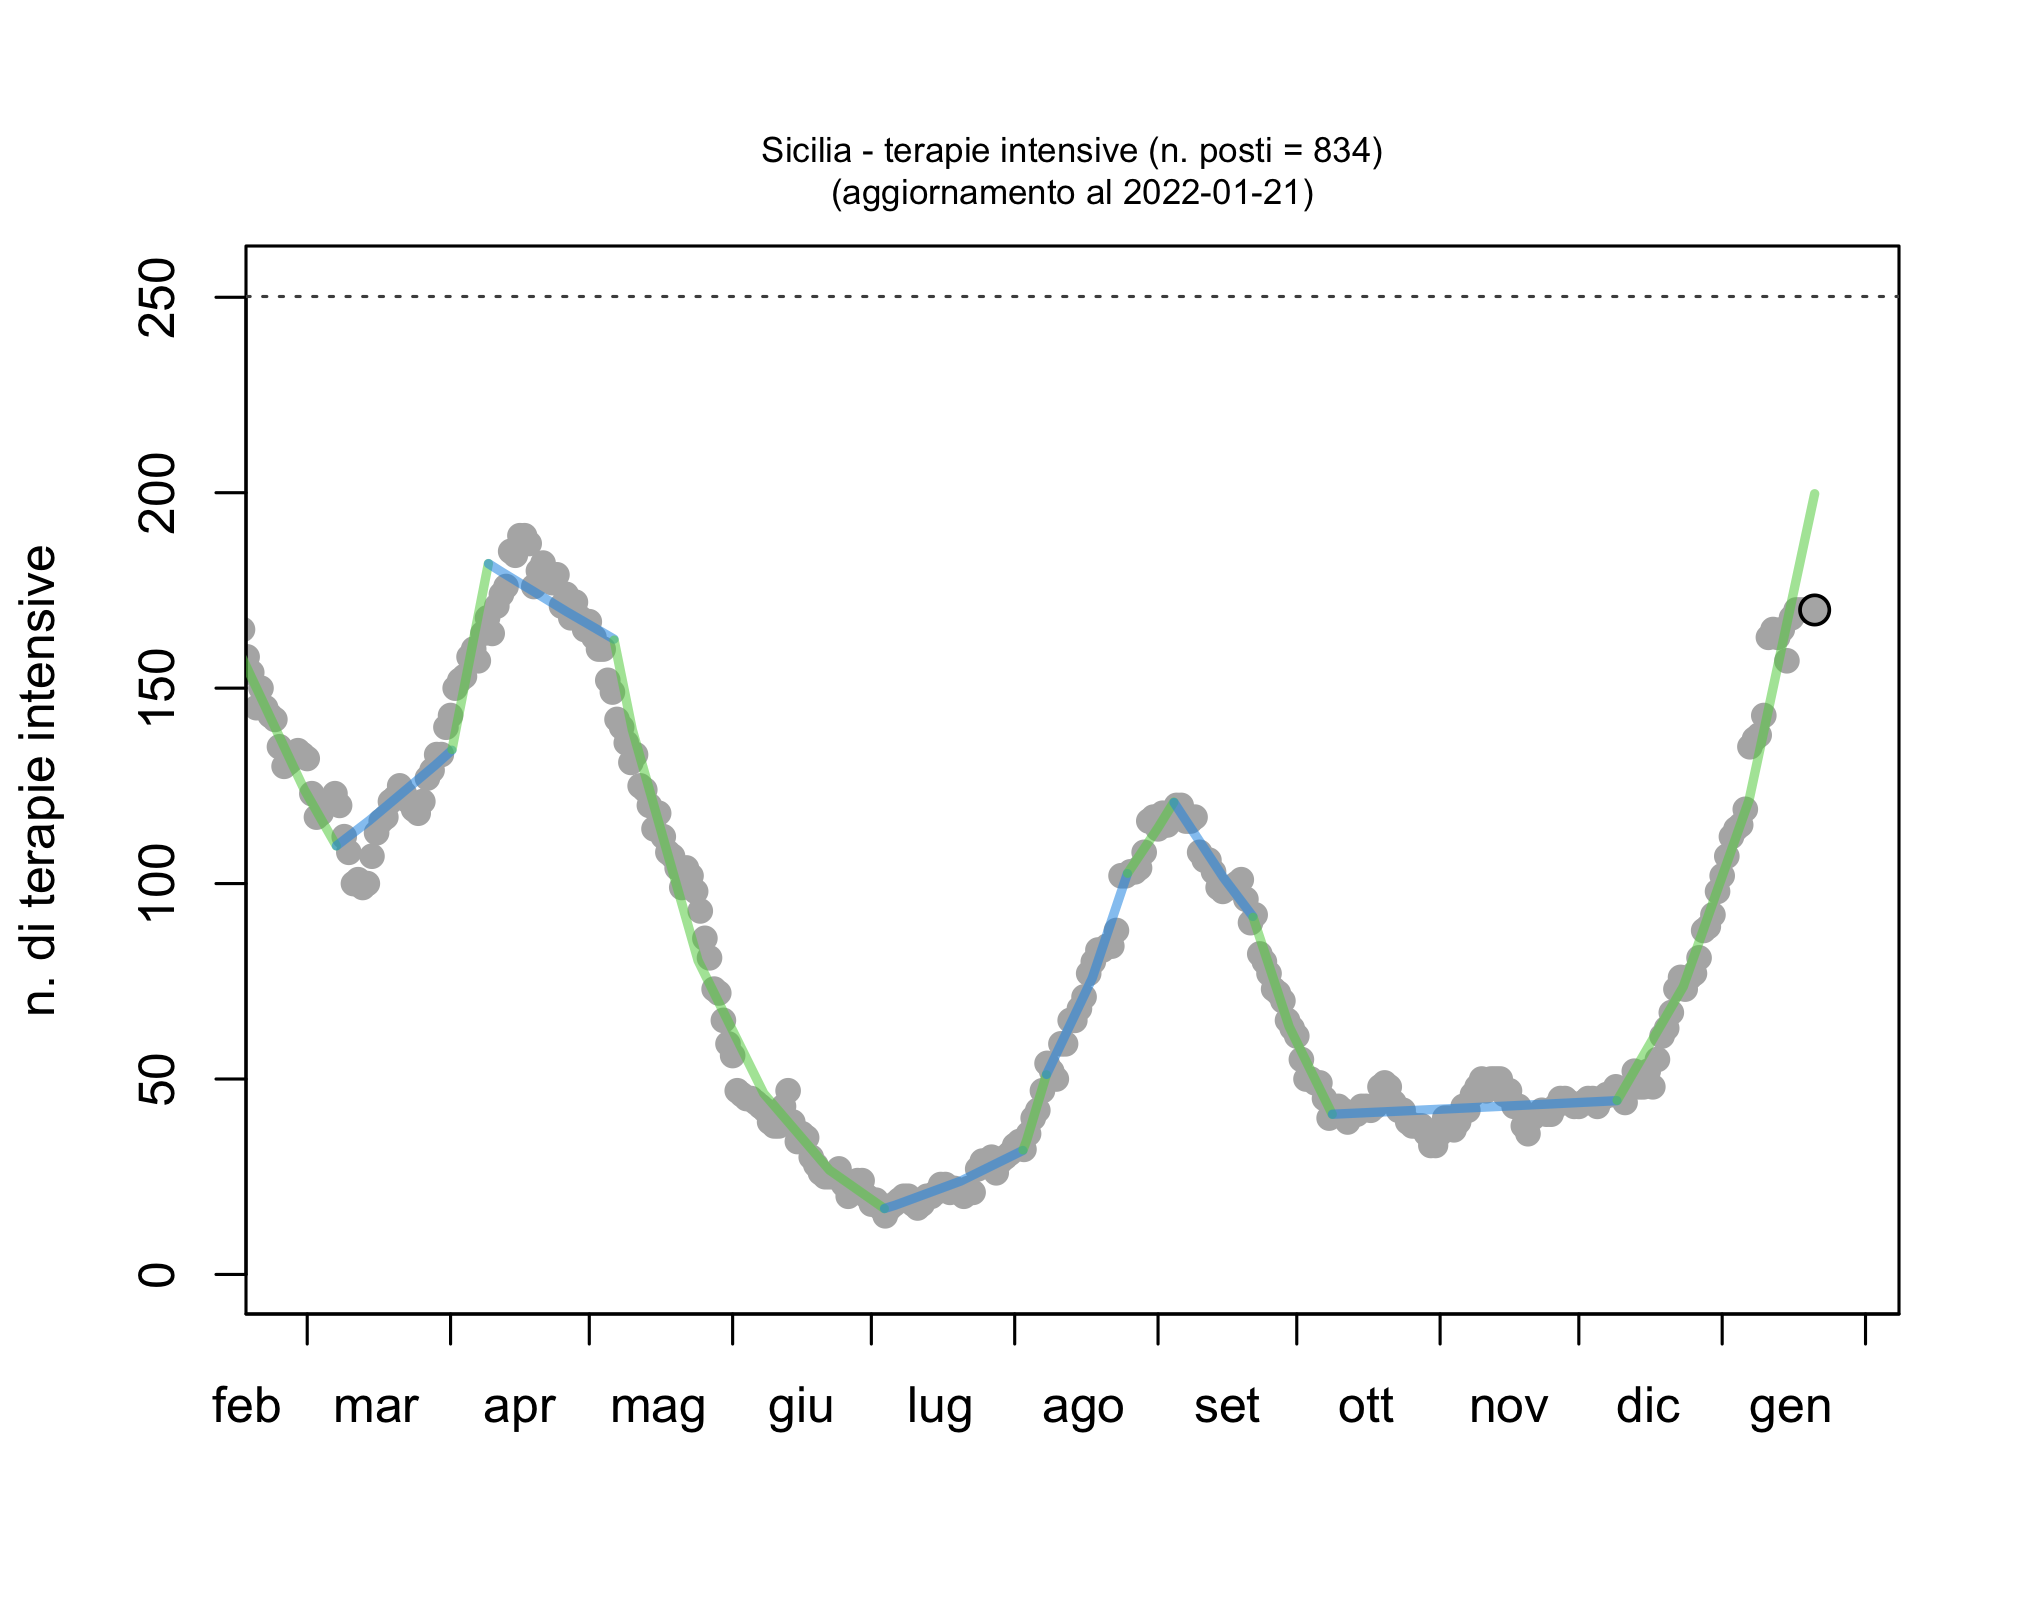 Sicilia - terapie intensive (n. posti = 834)
(aggiornamento al 2022-01-21)
n. di terapie intensive
250
200
150
100
50
0
feb mar apr mag giu lug ago set ott nov dic gen